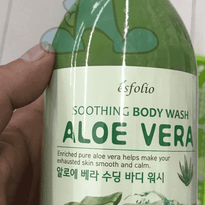 ésfolio
SOOTHING BODY WASH
ALOE VERA
Enriched pure aloe vera helps make your
exhausted skin smooth and calm.
알로에 베라 수딩 바디 워시